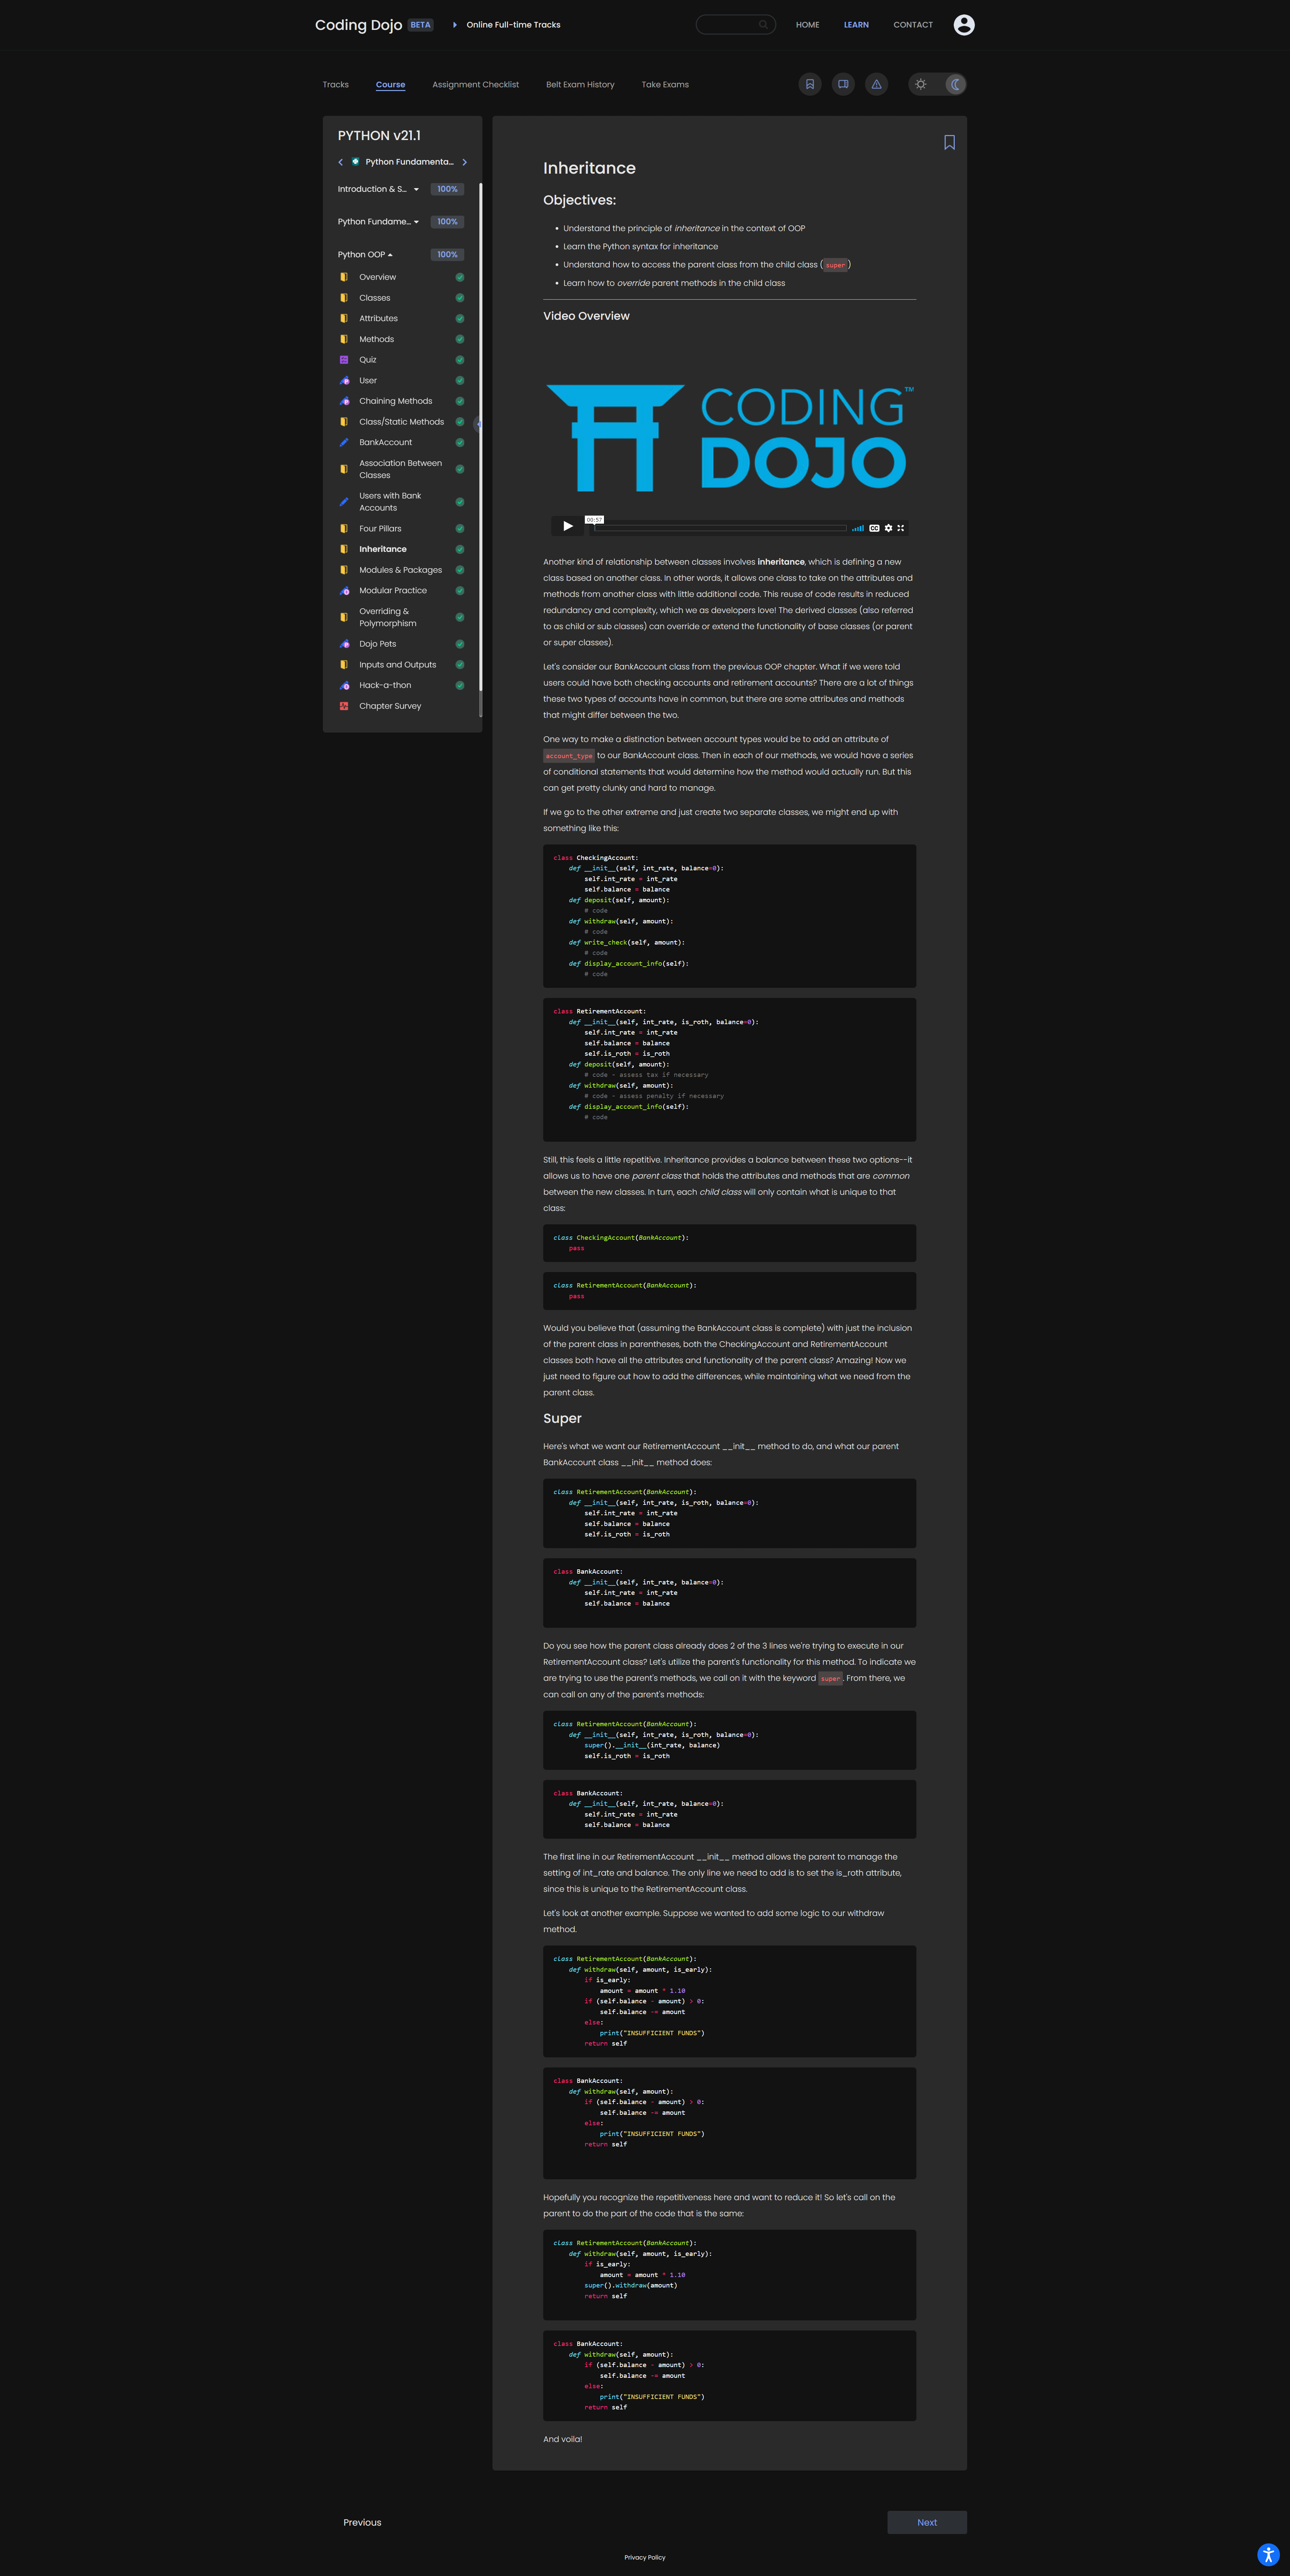 Coding Dojo BETA Online Full-time Tracks HOME LEARN CONTACT
Tracks Course Assignment Checklist Belt Exam History Take Exams
PYTHON v21.1
Python Fundamenta...
Introduction & S... 100%
Python Fundame... 100%
Python OOP 100%
Overview
Classes
Attributes
Methods
Quiz
User
Chaining Methods
Class/Static Methods
BankAccount
Association Between
Classes
Users with Bank
Accounts
Four Pillars
Inheritance
Modules & Packages
Modular Practice
Overriding &
Polymorphism
Dojo Pets
Inputs and Outputs
Hack-a-thon
Chapter Survey
Inheritance
Objectives:
• Understand the principle of inheritance in the context of OOP
• Learn the Python syntax for inheritance
• Understand how to access the parent class from the child class ( super )
• Learn how to override parent methods in the child class
Video Overview
CODING™
DOJO
00:57
CC
Another kind of relationship between classes involves inheritance, which is defining a new
class based on another class. In other words, it allows one class to take on the attributes and
methods from another class with little additional code. This reuse of code results in reduced
redundancy and complexity, which we as developers love! The derived classes (also referred
to as child or sub classes) can override or extend the functionality of base classes (or parent
or super classes).
Let's consider our BankAccount class from the previous OOP chapter. What if we were told
users could have both checking accounts and retirement accounts? There are a lot of things
these two types of accounts have in common, but there are some attributes and methods
that might differ between the two.
One way to make a distinction between account types would be to add an attribute of
account_type to our BankAccount class. Then in each of our methods, we would have a series
of conditional statements that would determine how the method would actually run. But this
can get pretty clunky and hard to manage.
If we go to the other extreme and just create two separate classes, we might end up with
something like this:
class CheckingAccount:
def __init__(self, int_rate, balance=0):
self.int_rate = int_rate
self.balance = balance
def deposit(self, amount):
# code
def withdraw(self, amount):
# code
def write_check(self, amount):
# code
def display_account_info(self):
# code
class RetirementAccount:
def __init__(self, int_rate, is_roth, balance=0):
self.int_rate = int_rate
self.balance = balance
self.is_roth = is_roth
def deposit(self, amount):
# code - assess tax if necessary
def withdraw(self, amount):
# code - assess penalty if necessary
def display_account_info(self):
# code
Still, this feels a little repetitive. Inheritance provides a balance between these two options--it
allows us to have one parent class that holds the attributes and methods that are common
between the new classes. In turn, each child class will only contain what is unique to that
class:
class CheckingAccount(BankAccount):
pass
class RetirementAccount(BankAccount):
pass
Would you believe that (assuming the BankAccount class is complete) with just the inclusion
of the parent class in parentheses, both the CheckingAccount and RetirementAccount
classes both have all the attributes and functionality of the parent class? Amazing! Now we
just need to figure out how to add the differences, while maintaining what we need from the
parent class.
Super
Here's what we want our RetirementAccount __init__ method to do, and what our parent
BankAccount class __init__ method does:
class RetirementAccount(BankAccount):
def __init__(self, int_rate, is_roth, balance=0):
self.int_rate = int_rate
self.balance = balance
self.is_roth = is_roth
class BankAccount:
def __init__(self, int_rate, balance=0):
self.int_rate = int_rate
self.balance = balance
Do you see how the parent class already does 2 of the 3 lines we're trying to execute in our
RetirementAccount class? Let's utilize the parent's functionality for this method. To indicate we
are trying to use the parent's methods, we call on it with the keyword super . From there, we
can call on any of the parent's methods:
class RetirementAccount(BankAccount):
def __init__(self, int_rate, is_roth, balance=0):
super().__init__(int_rate, balance)
self.is_roth = is_roth
class BankAccount:
def __init__(self, int_rate, balance=0):
self.int_rate = int_rate
self.balance = balance
The first line in our RetirementAccount __init__ method allows the parent to manage the
setting of int_rate and balance. The only line we need to add is to set the is_roth attribute,
since this is unique to the RetirementAccount class.
Let's look at another example. Suppose we wanted to add some logic to our withdraw
method.
class RetirementAccount(BankAccount):
def withdraw(self, amount, is_early):
if is_early:
amount = amount * 1.10
if (self.balance - amount) > 0:
self.balance -= amount
else:
print("INSUFFICIENT FUNDS")
return self
class BankAccount:
def withdraw(self, amount):
if (self.balance - amount) > 0:
self.balance -= amount
else:
print("INSUFFICIENT FUNDS")
return self
Hopefully you recognize the repetitiveness here and want to reduce it! So let's call on the
parent to do the part of the code that is the same:
class RetirementAccount(BankAccount):
def withdraw(self, amount, is_early):
if is_early:
amount = amount * 1.10
super().withdraw(amount)
return self
class BankAccount:
def withdraw(self, amount):
if (self.balance - amount) > 0:
self.balance -= amount
else:
print("INSUFFICIENT FUNDS")
return self
And voila!
Previous Next
Privacy Policy